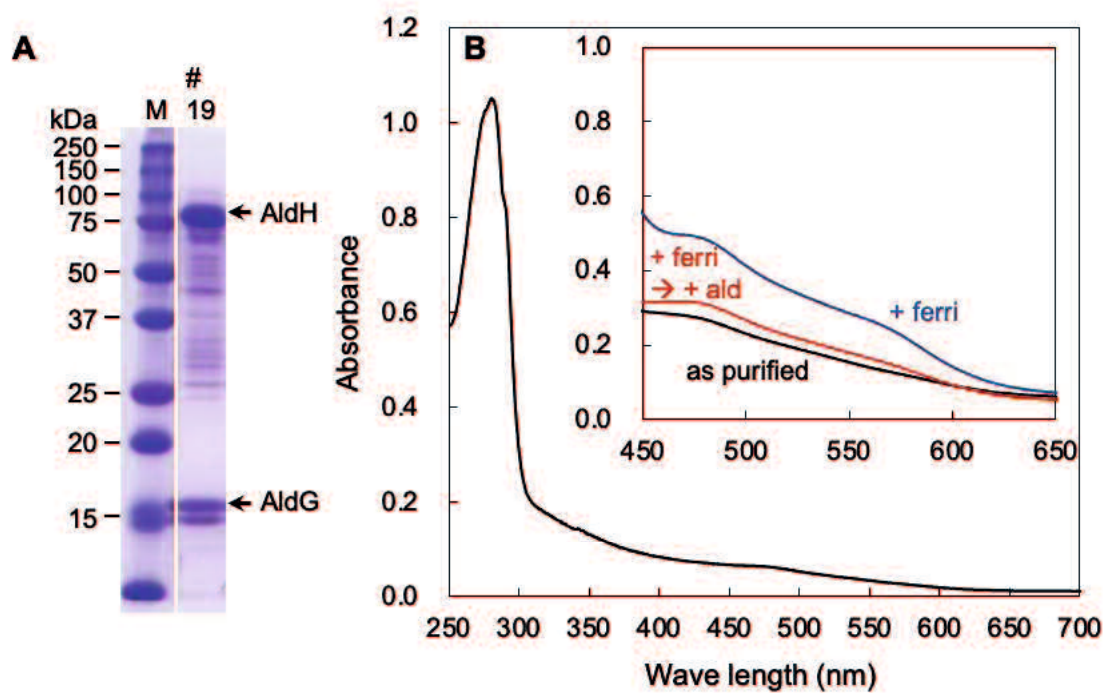 A
#
M 19
kDa
250
150
100
75
50
37
25
20
15
AldH
AldG
B
Absorbance
1.2
1.0
0.8
0.6
0.4
0.2
0.0
250 300 350 400 450 500 550 600 650 700
Wave length (nm)
1.0
0.8
0.6
0.4
0.2
0.0
450 500 550 600 650
+ ferri
→ + ald
+ ferri
as purified